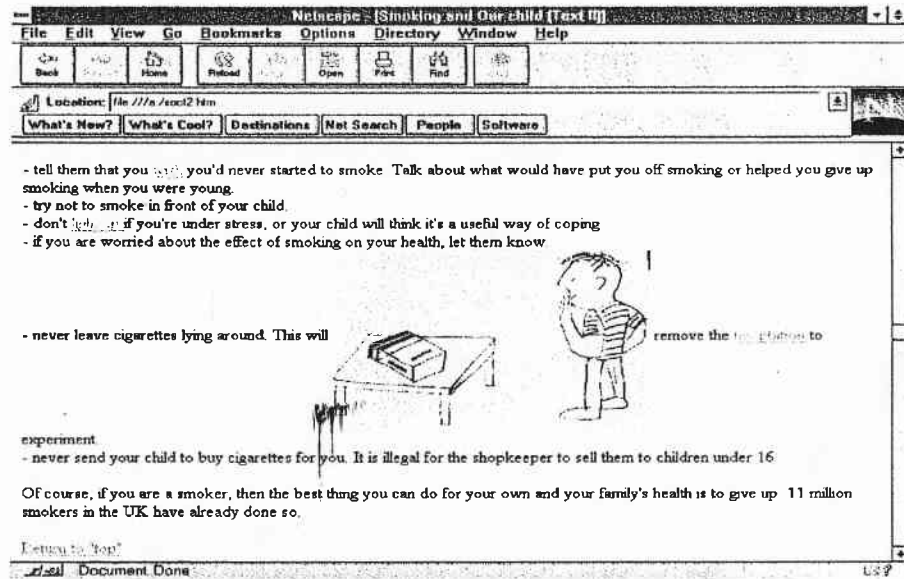 Netscape - [Smoking and Our child [Text II]]
File Edit View Go Bookmarks Options Directory Window Help
Back Home Reload Open Print Find
Location: file ///a /soct2 htm
What's New? What's Cool? Destinations Net Search People Software
- tell them that you you'd never started to smoke Talk about what would have put you off smoking or helped you give up
smoking when you were young.
- try not to smoke in front of your child.
- don't if you're under stress, or your child will think it's a useful way of coping
- if you are worried about the effect of smoking on your health, let them know
- never leave cigarettes lying around. This will remove the temptation to
experiment.
- never send your child to buy cigarettes for you. It is illegal for the shopkeeper to sell them to children under 16
Of course, if you are a smoker, then the best thing you can do for your own and your family's health is to give up 11 million
smokers in the UK have already done so.
Return to "top"
Document Done